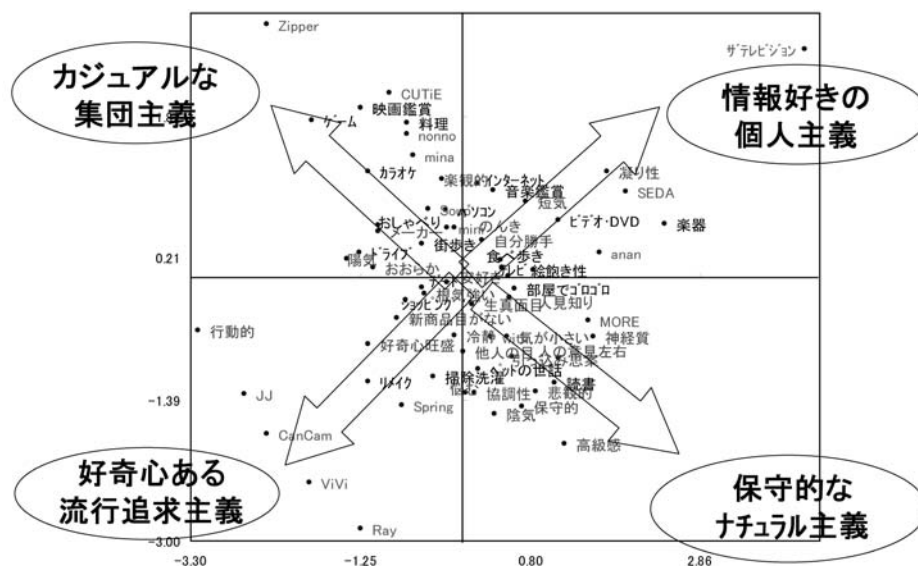 Zipper
ザテレビジョン
カジュアルな
集団主義
情報好きの
個人主義
CUTiE
映画鑑賞
ゲーム
料理
nonno
mina
カラオケ
楽観的
インターネット
凝り性
音楽鑑賞
SEDA
短気
パソコン
おしゃべり
mini
のんき
ビデオ・DVD
楽器
メーカー
街歩き
自分勝手
0.21
ドライブ
食べ歩き
anan
陽気
おおらか
テレビ
飽き性
部屋でゴロゴロ
ショッピング
生真面目
人見知り
新商品目がない
MORE
行動的
冷静
気が小さい
神経質
好奇心旺盛
他人の目
人の意見左右
ペットの世話
リメイク
掃除洗濯
読書
JJ
協調性
悲観的
-1.39
Spring
保守的
陰気
CanCam
高級感
好奇心ある
流行追求主義
ViVi
保守的な
ナチュラル主義
Ray
-3.00
-3.30
-1.25
0.80
2.86